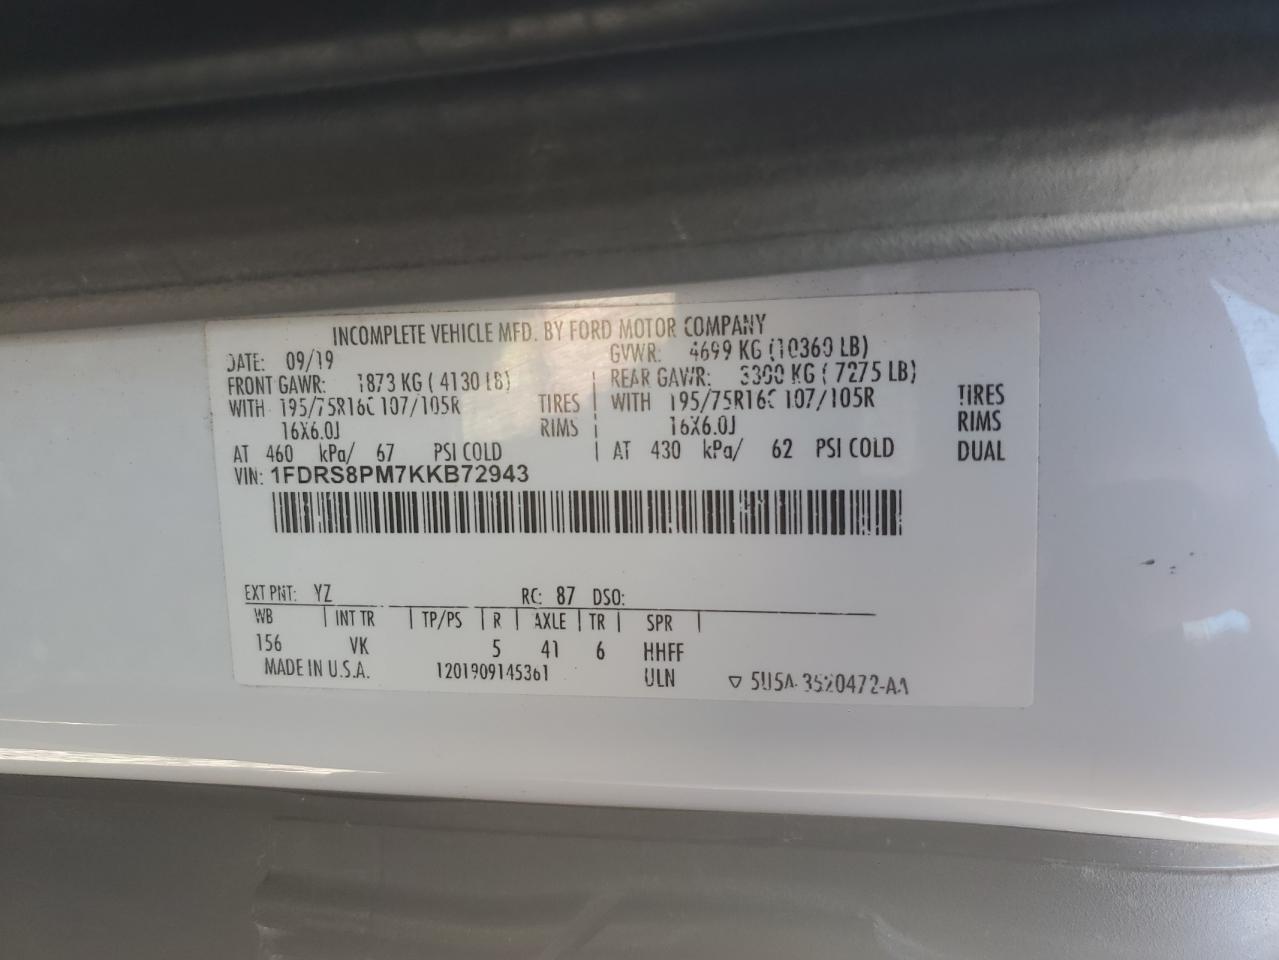 INCOMPLETE VEHICLE MFD. BY FORD MOTOR COMPANY
DATE: 09/19 GVWR: 4699 KG (10360 LB)
FRONT GAWR: 1873 KG (4130 LB) REAR GAWR: 3300 KG (7275 LB)
WITH 195/75R16C 107/105R TIRES WITH 195/75R16C 107/105R TIRES
16X6.0J RIMS 16X6.0J RIMS
AT 460 kPa/ 67 PSI COLD AT 430 kPa/ 62 PSI COLD DUAL
VIN: 1FDRS8PM7KKB72943
EXT PNT: YZ RC: 87 DSO:
WB INT TR TP/PS R AXLE TR SPR
156 VK 5 41 6 HHFF
MADE IN U.S.A. 1201909145361 ULN 5U5A-3520472-AA